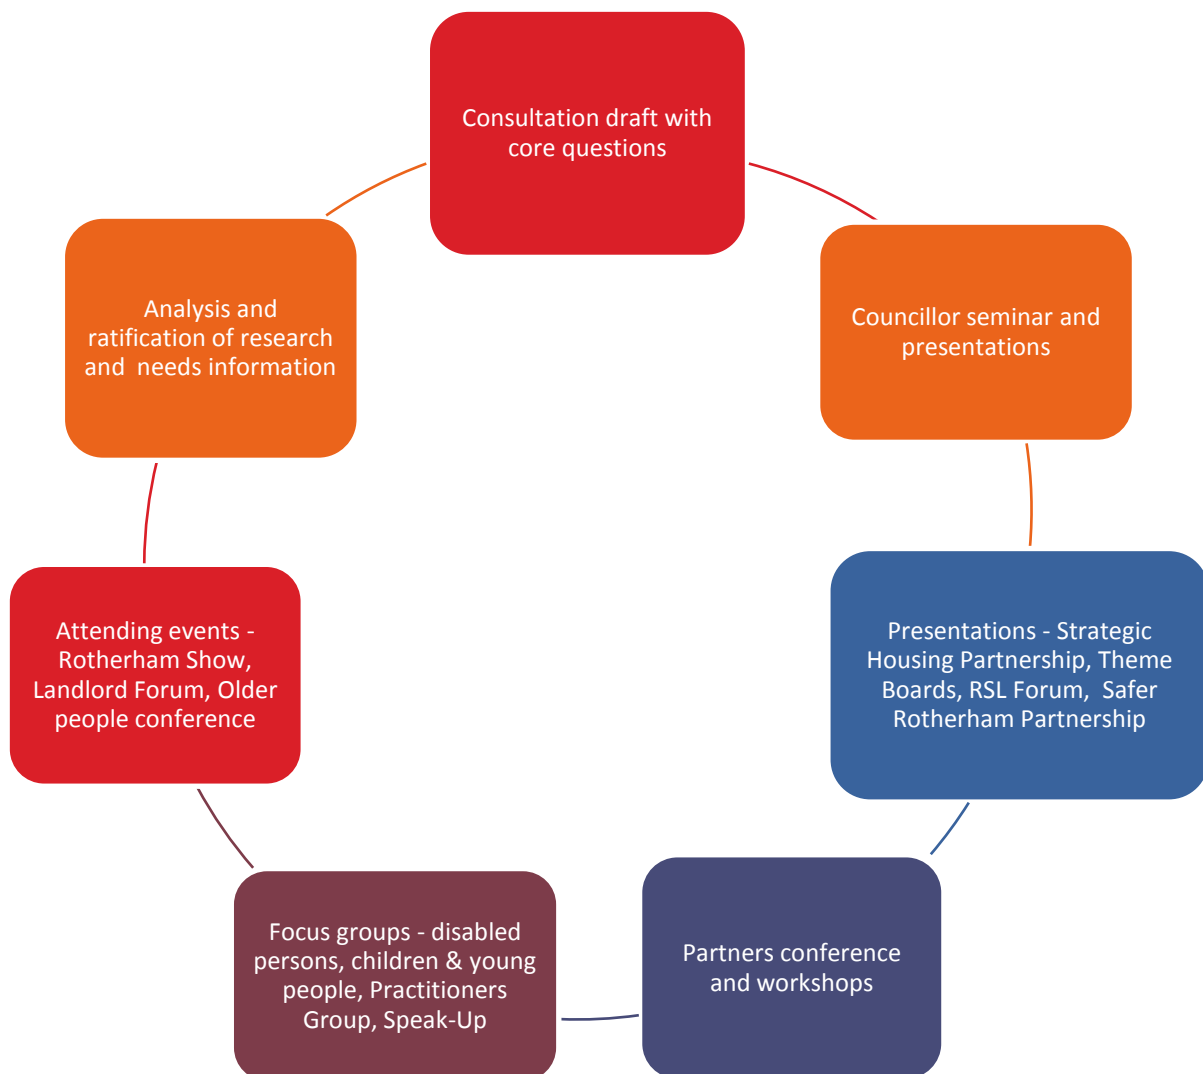 Consultation draft with
core questions
Councillor seminar and
presentations
Presentations - Strategic
Housing Partnership, Theme
Boards, RSL Forum,  Safer
Rotherham Partnership
Partners conference
and workshops
Focus groups - disabled
persons, children & young
people, Practitioners
Group, Speak-Up
Attending events -
Rotherham Show,
Landlord Forum, Older
people conference
Analysis and
ratification of research
and  needs information